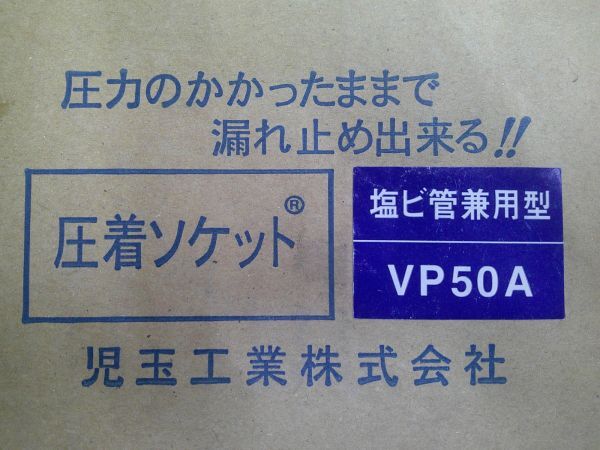 圧力のかかったままで
漏れ止め出来る!!
圧着ソケット®
塩ビ管兼用型
VP50A
児玉工業株式会社